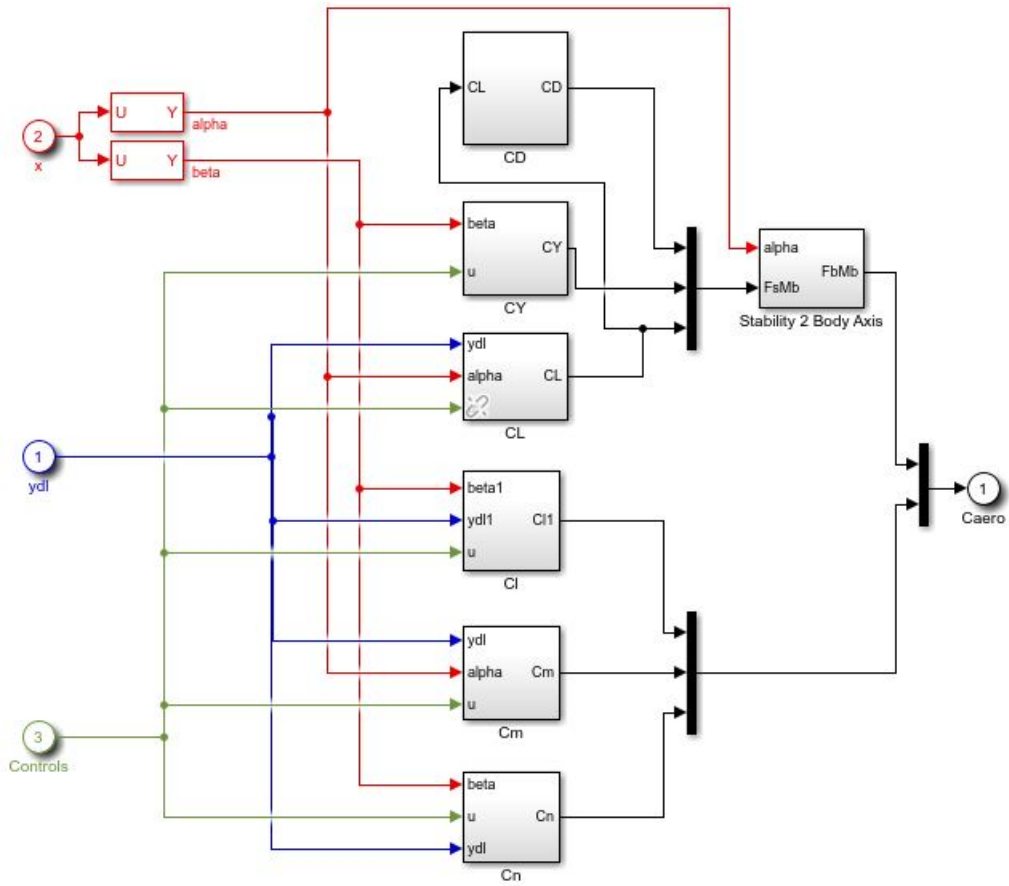 2
x
U Y
alpha
U Y
beta
CL CD
CD
beta
u
CY
CY
ydl
alpha
CL
CL
alpha
FsMb
FbMb
Stability 2 Body Axis
1
ydl
beta1
ydl1
u
Cl1
Cl
ydl
alpha
u
Cm
Cm
3
Controls
beta
u
ydl
Cn
Cn
1
Caero